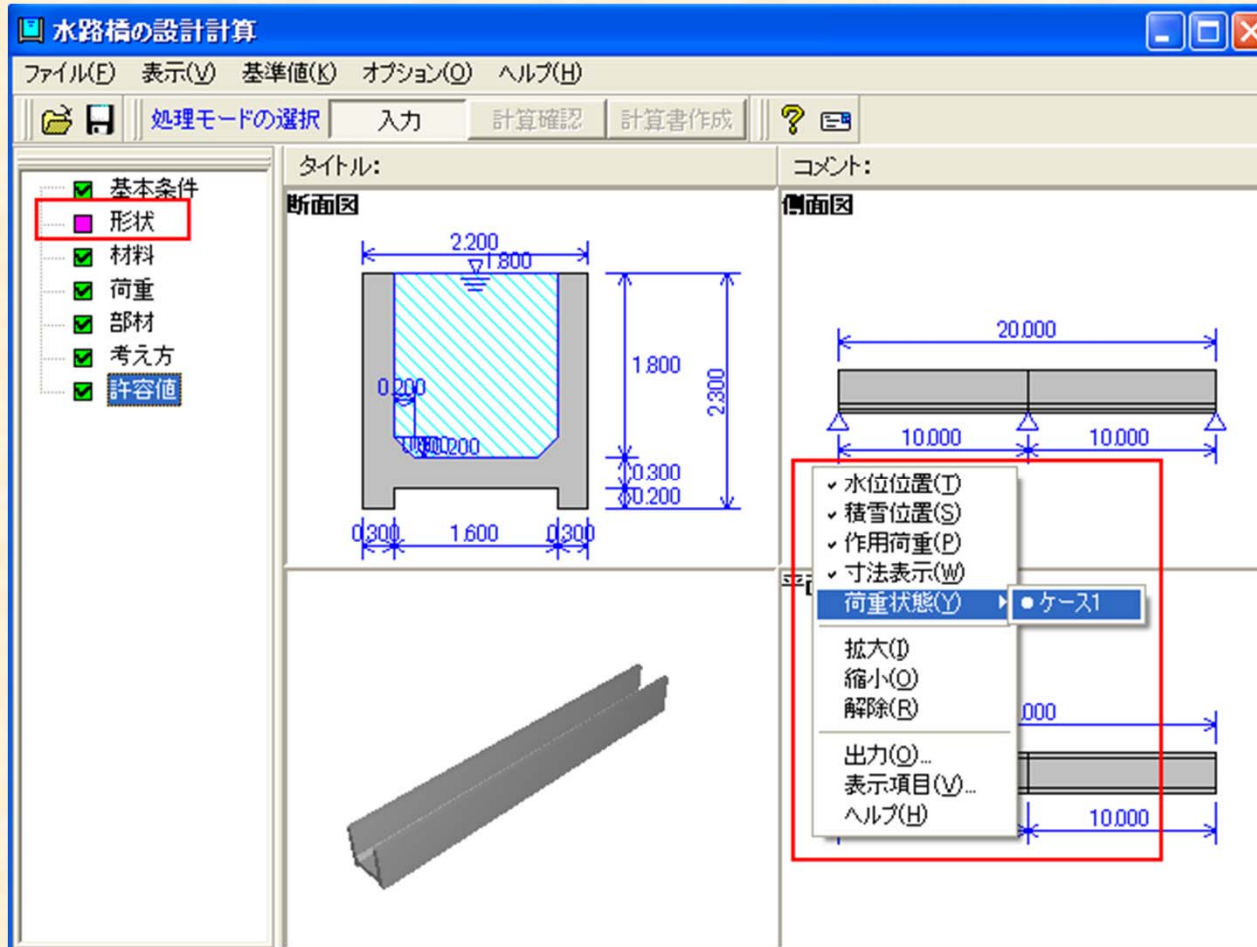 水路橋の設計計算
ファイル(F) 表示(V) 基準値(K) オプション(O) ヘルプ(H)
処理モードの選択 入力 計算確認 計算書作成
基本条件
形状
材料
荷重
部材
考え方
許容値
タイトル:
断面図
2.200
1.800
0.200
1.800
2.300
0.200
0.300
0.200
0.300 1.600 0.300
コメント:
側面図
20.000
10.000 10.000
水位位置(T)
積雪位置(S)
作用荷重(P)
寸法表示(W)
荷重状態(Y) ケース1
拡大(I)
縮小(O)
解除(R)
出力(O)...
表示項目(V)...
ヘルプ(H)
.000
10.000